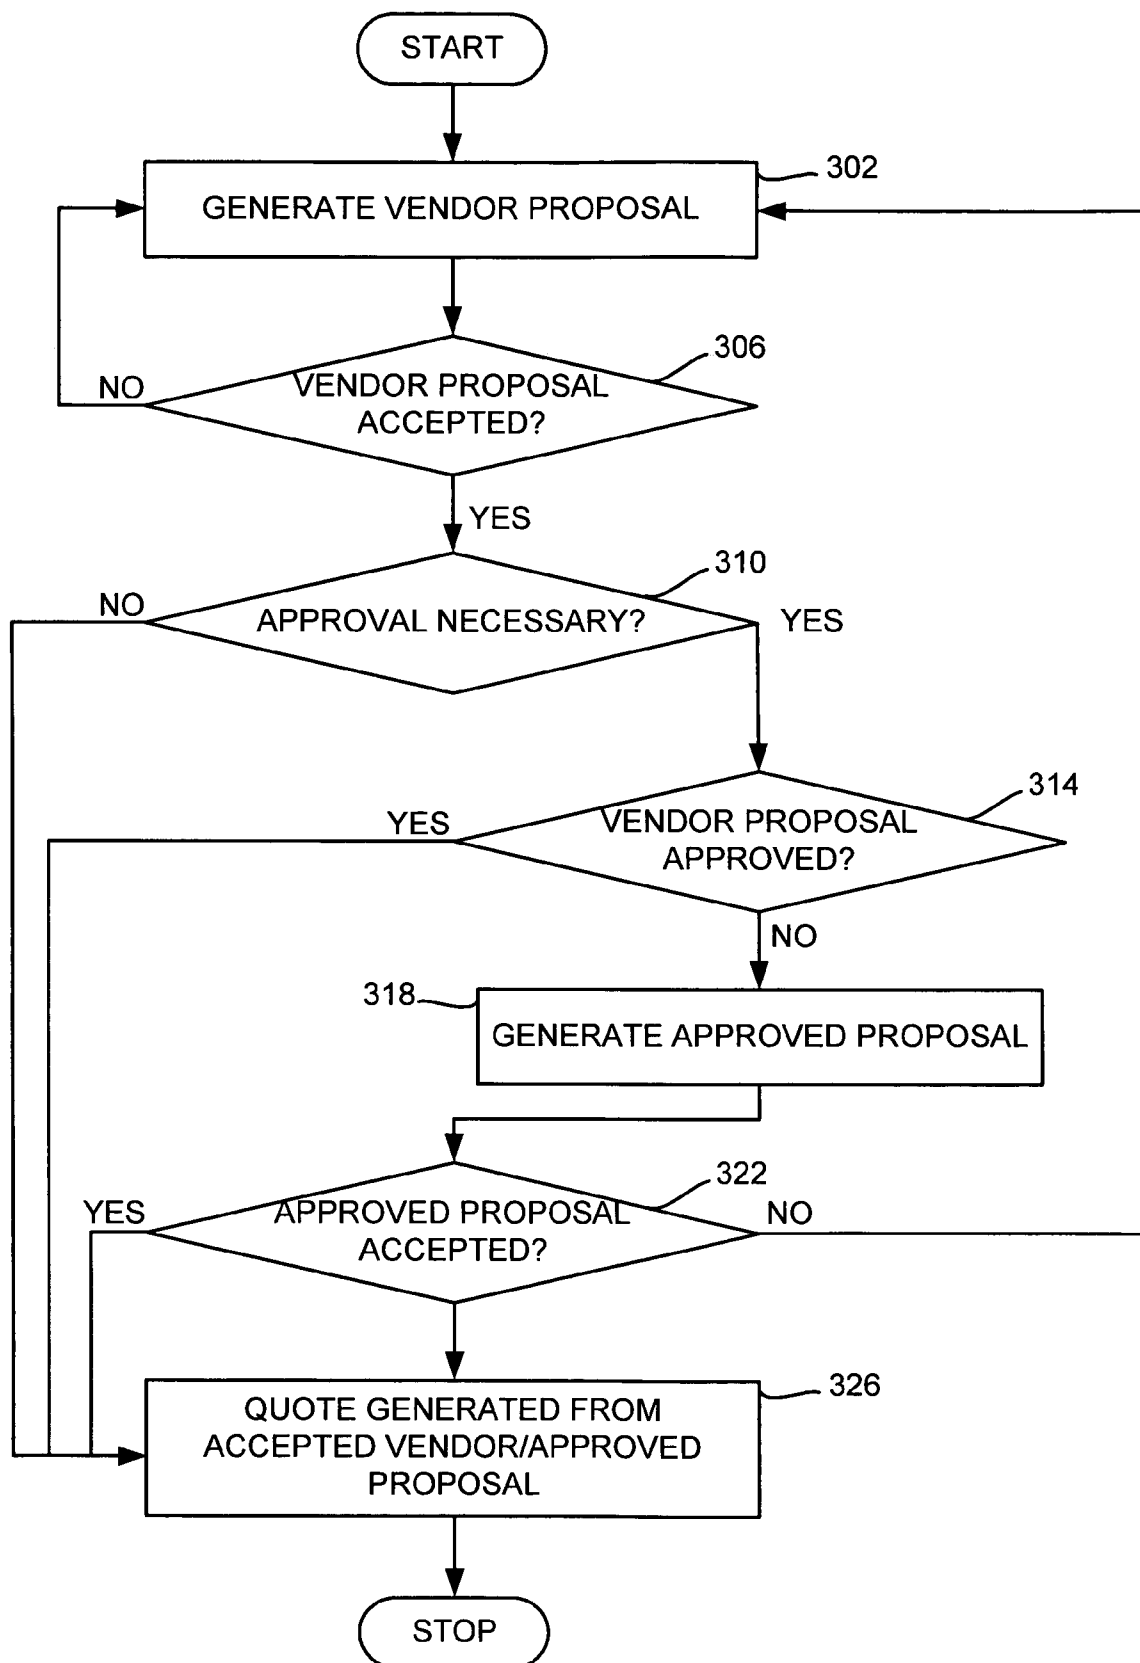 START
302
GENERATE VENDOR PROPOSAL
306
NO
VENDOR PROPOSAL
ACCEPTED?
YES
310
NO
APPROVAL NECESSARY?
YES
314
YES
VENDOR PROPOSAL
APPROVED?
NO
318
GENERATE APPROVED PROPOSAL
322
YES
APPROVED PROPOSAL
ACCEPTED?
NO
326
QUOTE GENERATED FROM
ACCEPTED VENDOR/APPROVED
PROPOSAL
STOP